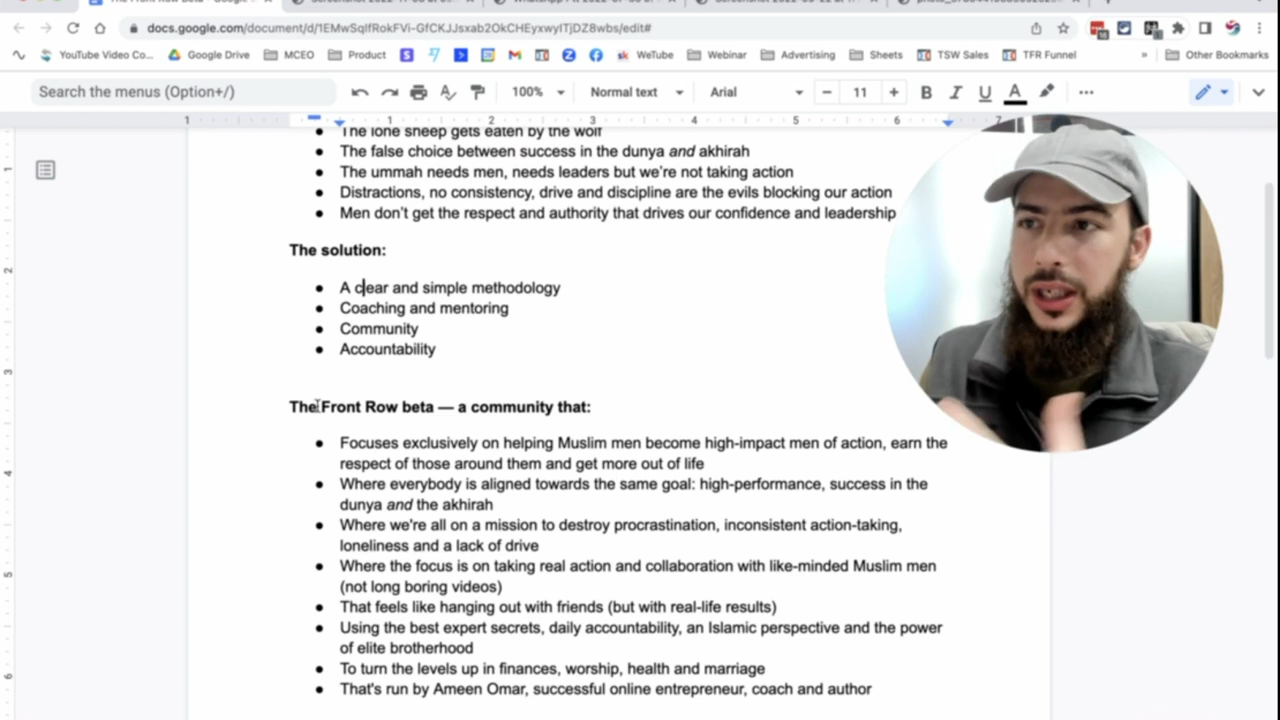 docs.google.com/document/d/1EMwSqIfRokFVi-GfCKJJsxab2OkCHEyxwyITjDZ8wbs/edit#
YouTube Video Co... Google Drive MCEO Product WeTube Webinar Advertising Sheets TSW Sales TFR Funnel » Other Bookmarks
Search the menus (Option+/) 100% Normal text Arial 11 B I U A
1 1 2 3 4 5 6 7
The lone sheep gets eaten by the wolf
The false choice between success in the dunya and akhirah
The ummah needs men, needs leaders but we're not taking action
Distractions, no consistency, drive and discipline are the evils blocking our action
Men don't get the respect and authority that drives our confidence and leadership
The solution:
A clear and simple methodology
Coaching and mentoring
Community
Accountability
The Front Row beta — a community that:
Focuses exclusively on helping Muslim men become high-impact men of action, earn the
respect of those around them and get more out of life
Where everybody is aligned towards the same goal: high-performance, success in the
dunya and the akhirah
Where we're all on a mission to destroy procrastination, inconsistent action-taking,
loneliness and a lack of drive
Where the focus is on taking real action and collaboration with like-minded Muslim men
(not long boring videos)
That feels like hanging out with friends (but with real-life results)
Using the best expert secrets, daily accountability, an Islamic perspective and the power
of elite brotherhood
To turn the levels up in finances, worship, health and marriage
That's run by Ameen Omar, successful online entrepreneur, coach and author